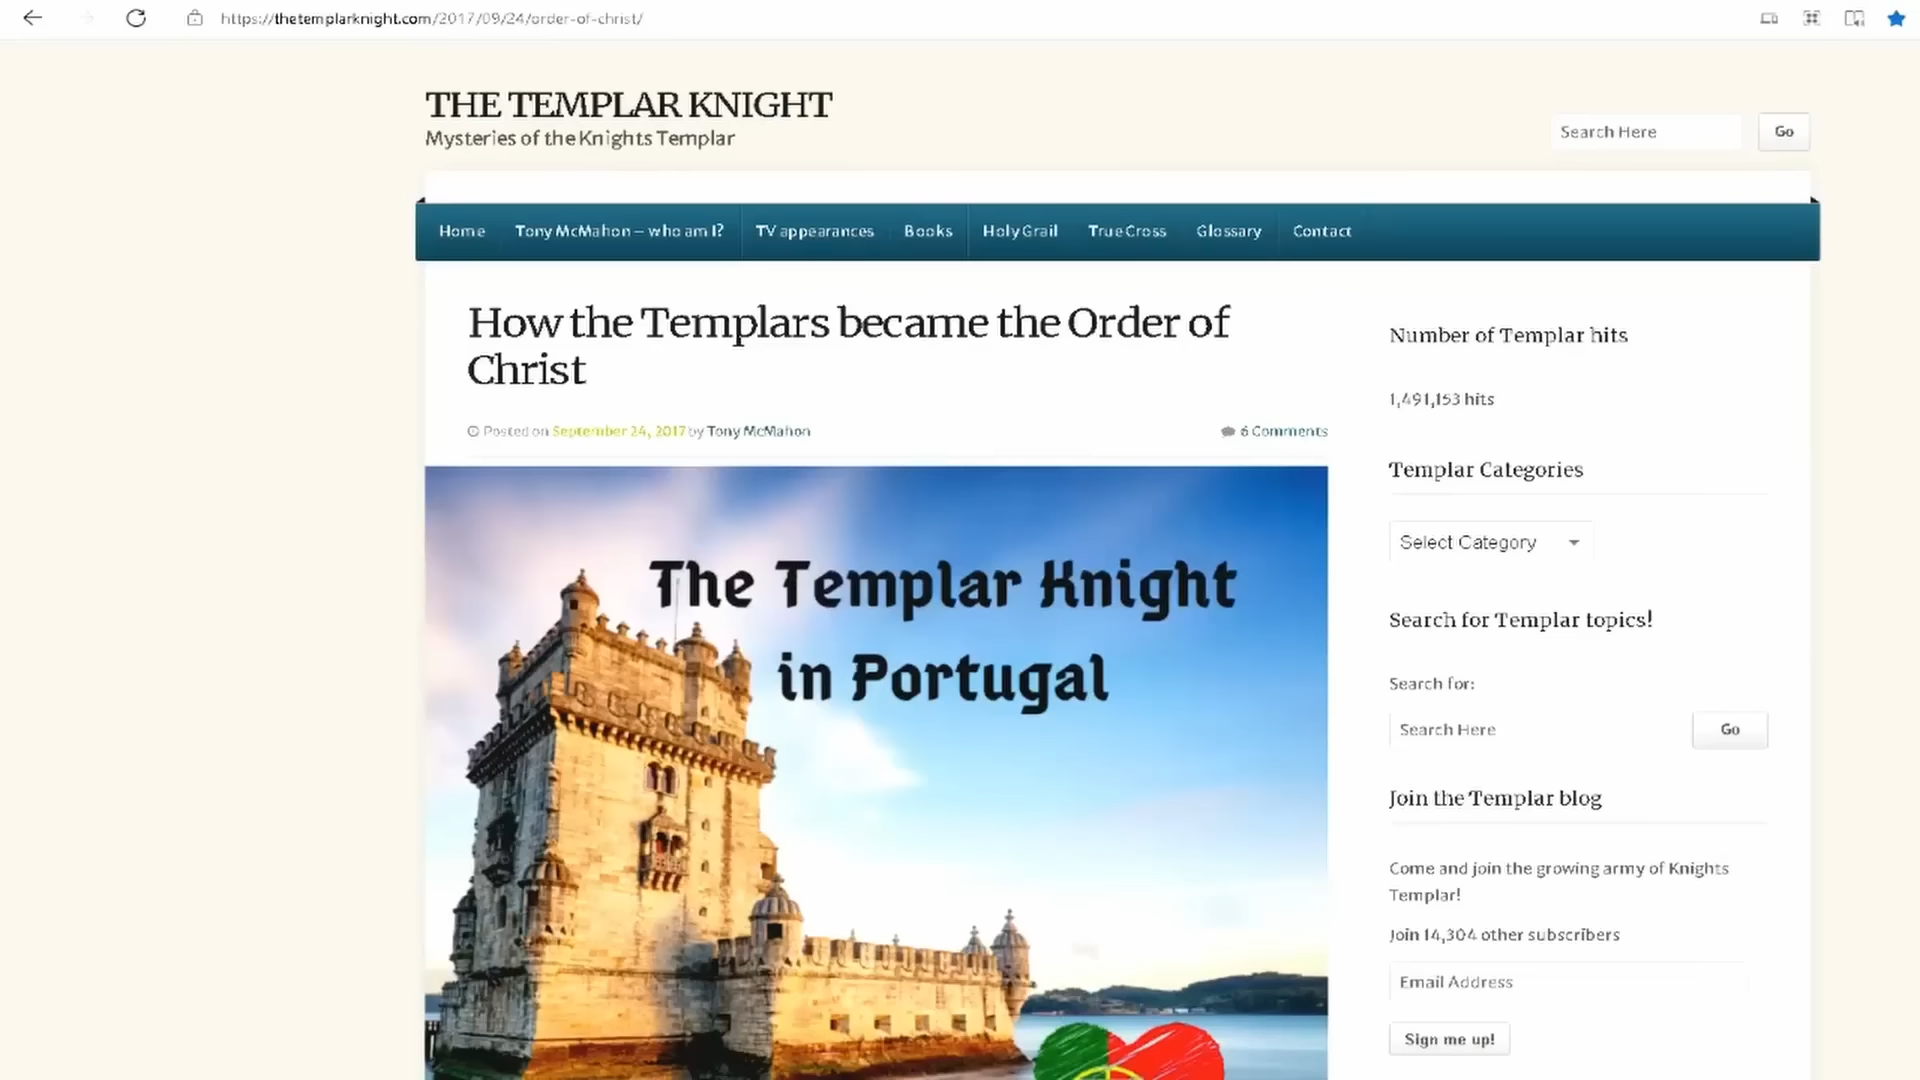 https://thetemplarknight.com/2017/09/24/order-of-christ/
THE TEMPLAR KNIGHT
Mysteries of the Knights Templar
Search Here
Go
Home
Tony McMahon – who am I?
TV appearances
Books
Holy Grail
True Cross
Glossary
Contact
How the Templars became the Order of
Christ
Posted on September 24, 2017 by Tony McMahon
6 Comments
The Templar Knight
in Portugal
Number of Templar hits
1,491,153 hits
Templar Categories
Select Category
Search for Templar topics!
Search for:
Search Here
Go
Join the Templar blog
Come and join the growing army of Knights
Templar!
Join 14,304 other subscribers
Email Address
Sign me up!